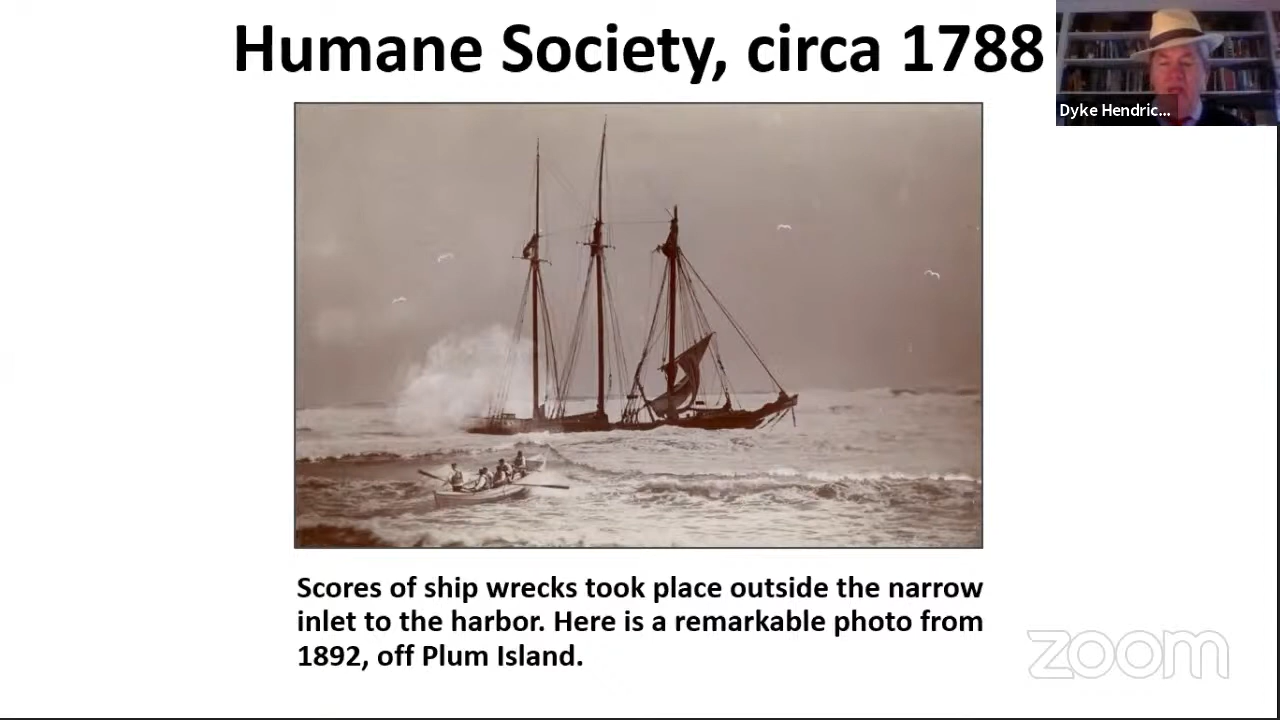 Humane Society, circa 1788
Dyke Hendric...
Scores of ship wrecks took place outside the narrow
inlet to the harbor. Here is a remarkable photo from
1892, off Plum Island.
zoom